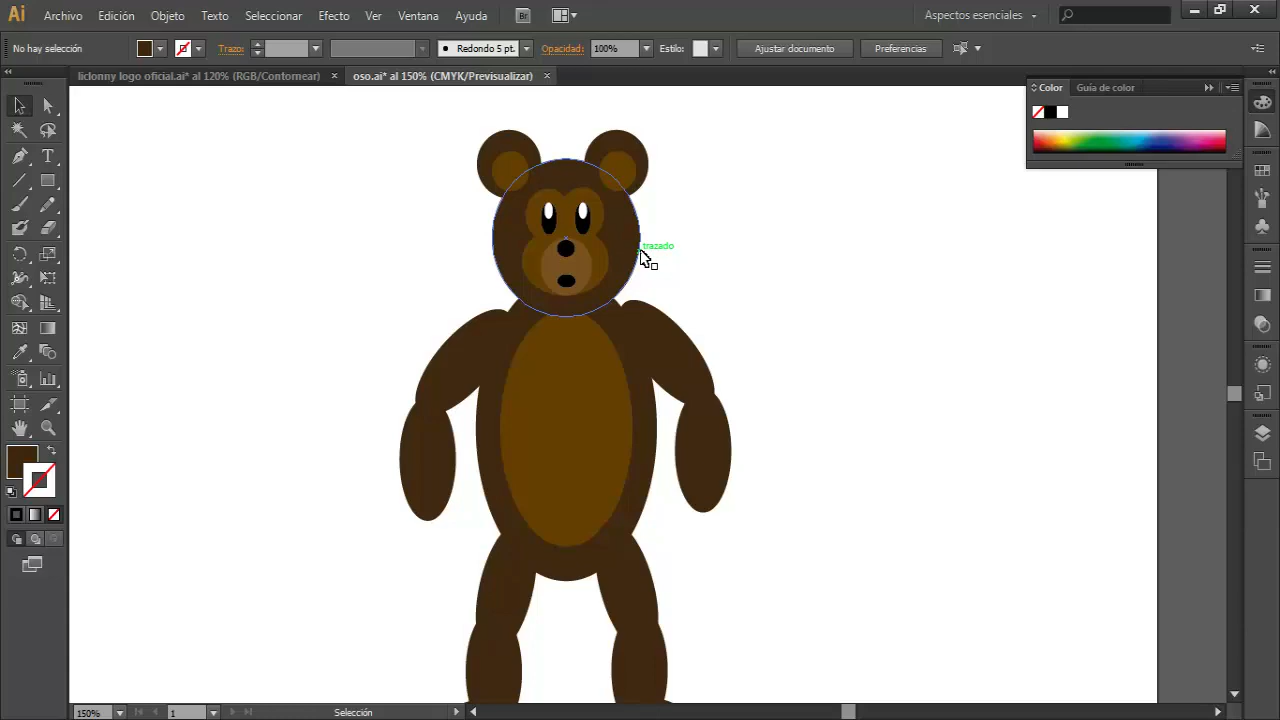 Ai Archivo Edición Objeto Texto Seleccionar Efecto Ver Ventana Ayuda Br Aspectos esenciales
No hay selección Trazo: Redondo 5 pt. Opacidad: 100% Estilo: Ajustar documento Preferencias
liclonny logo oficial.ai* al 120% (RGB/Contornear) × oso.ai* al 150% (CMYK/Previsualizar) ×
Color Guía de color
trazado
150% 1 Selección